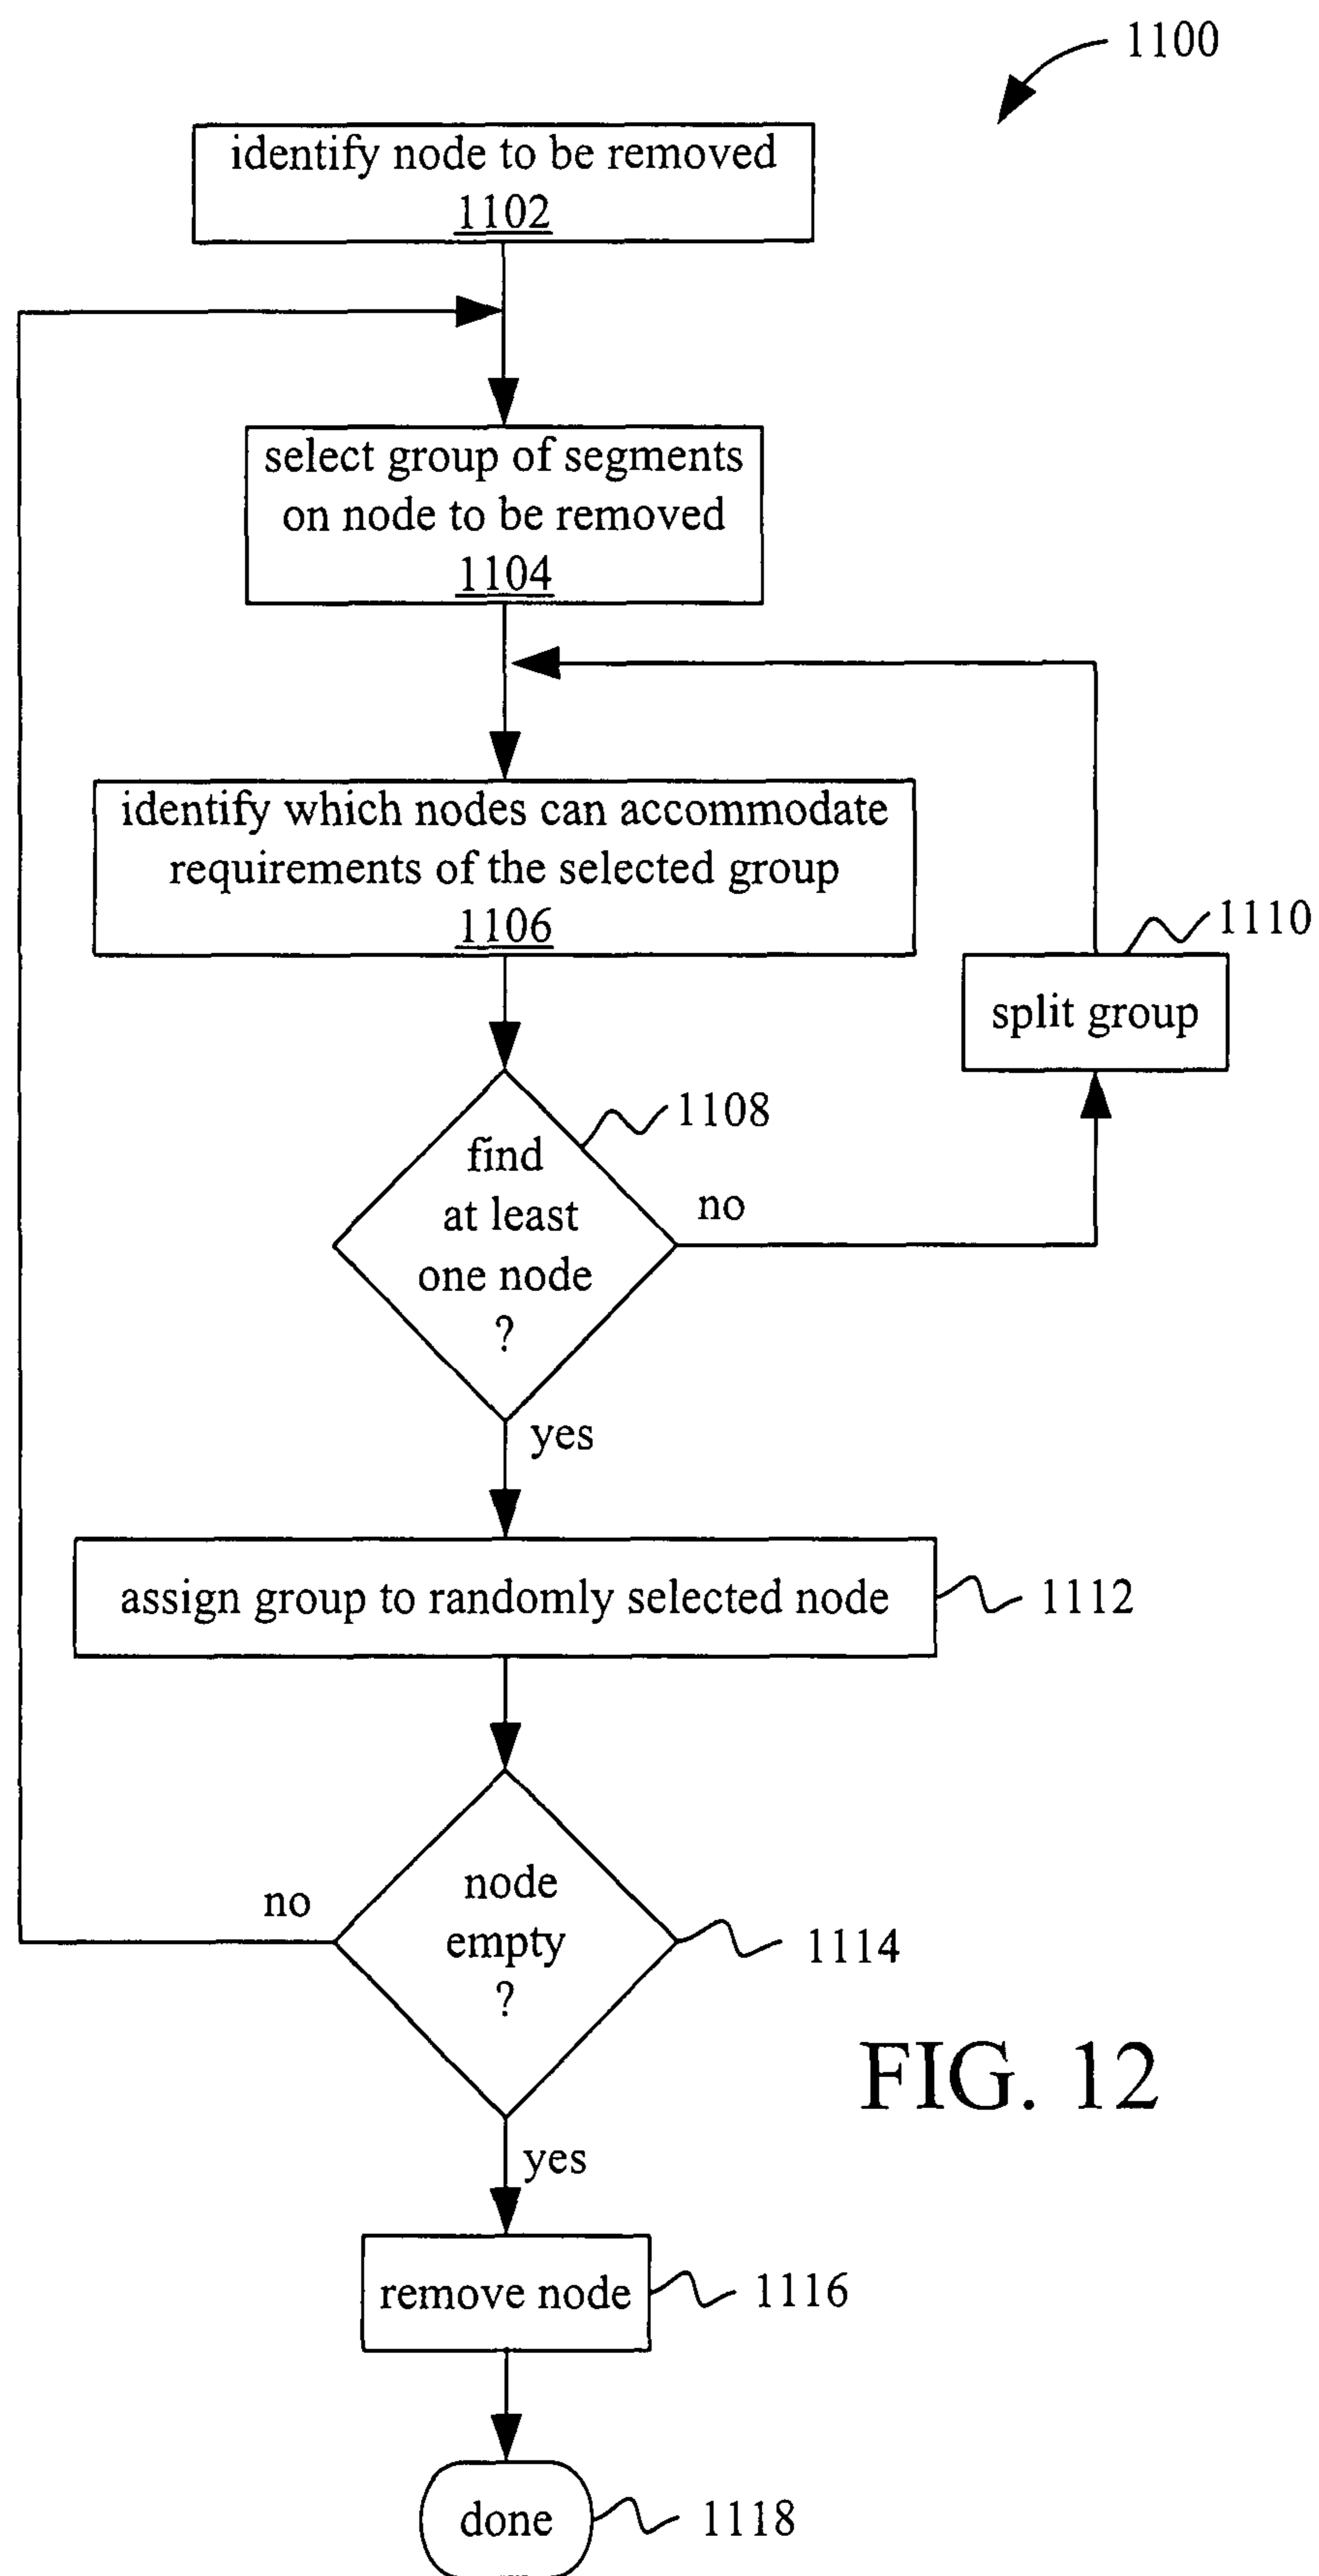 1100
identify node to be removed
1102
select group of segments
on node to be removed
1104
identify which nodes can accommodate
requirements of the selected group
1106
1110
split group
1108
find
at least
one node
?
no
yes
assign group to randomly selected node
1112
node
empty
?
no
1114
FIG. 12
yes
remove node
1116
done
1118